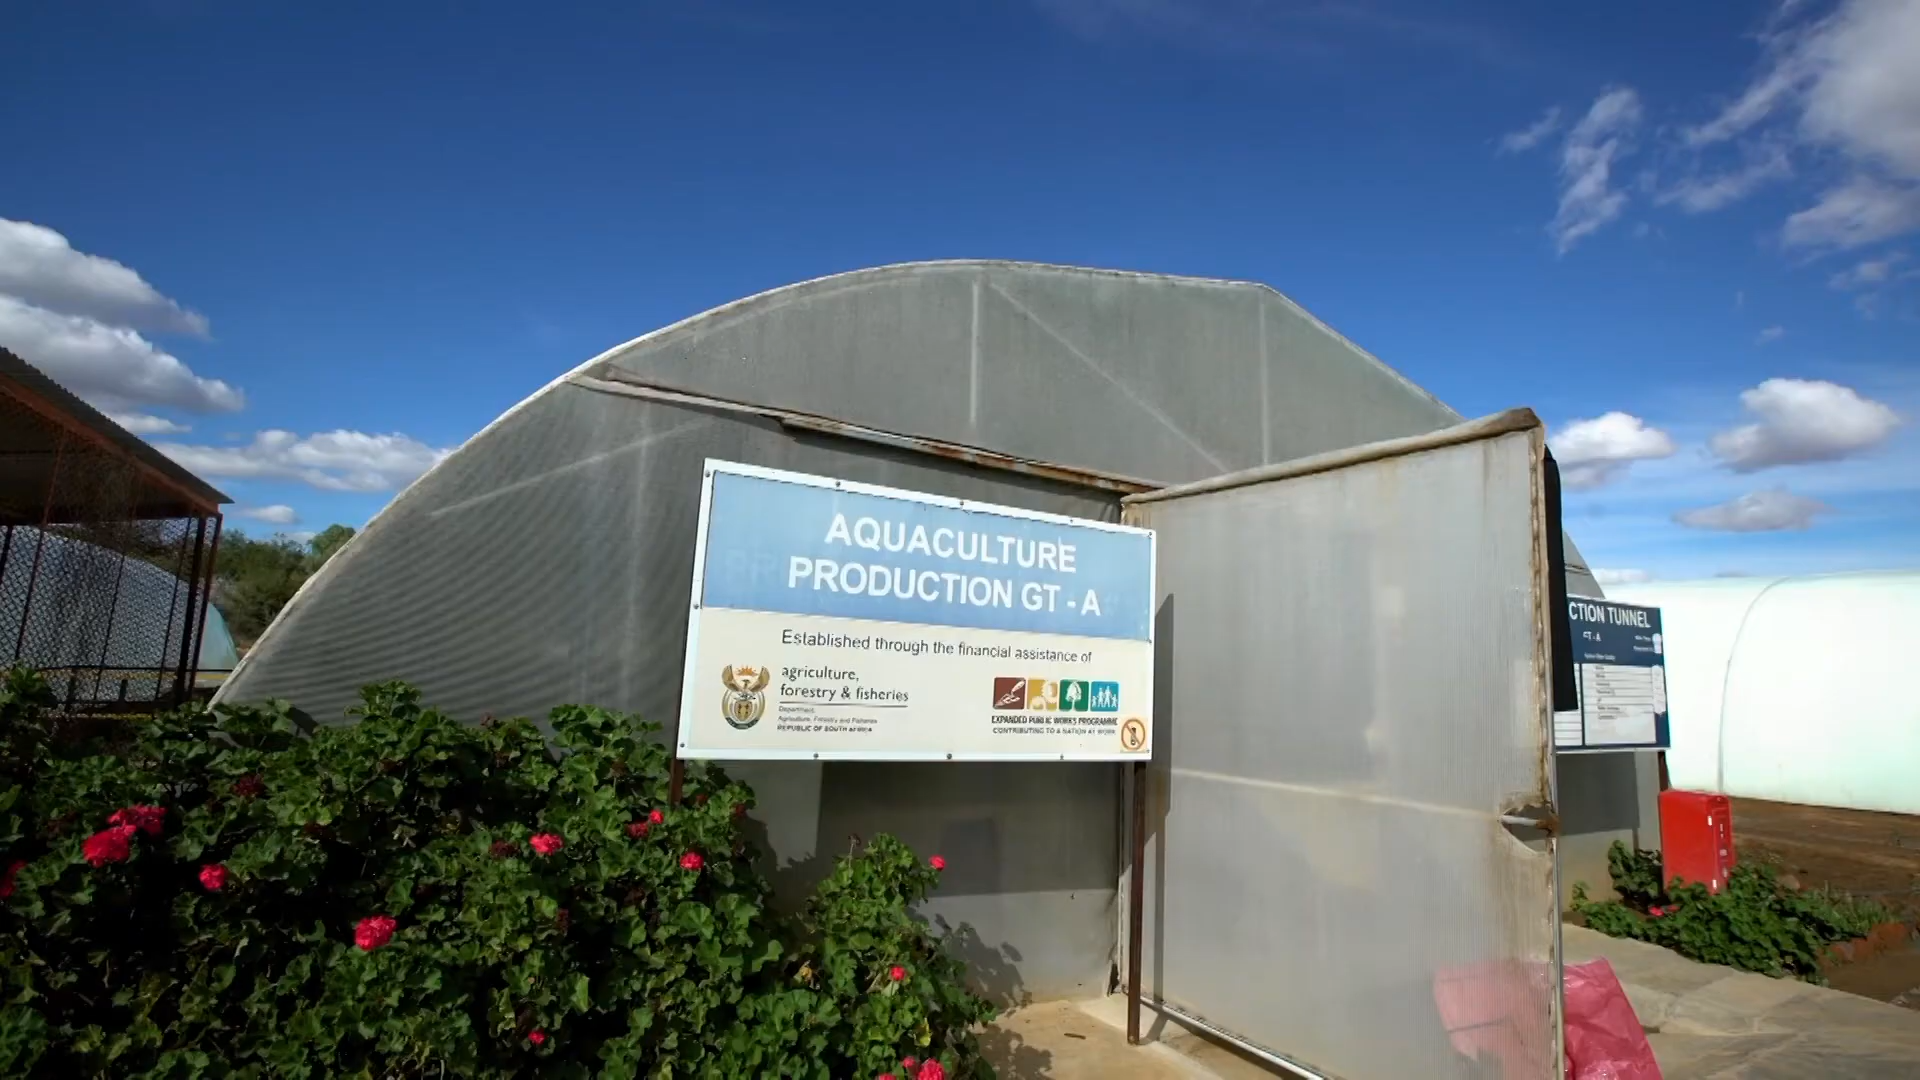 AQUACULTURE
PRODUCTION GT - A
Established through the financial assistance of
agriculture,
forestry & fisheries
Department:
Agriculture, Forestry and Fisheries
REPUBLIC OF SOUTH AFRICA
EXPANDED PUBLIC WORKS PROGRAMME
CONTRIBUTING TO A NATION AT WORK
CTION TUNNEL
GT - A